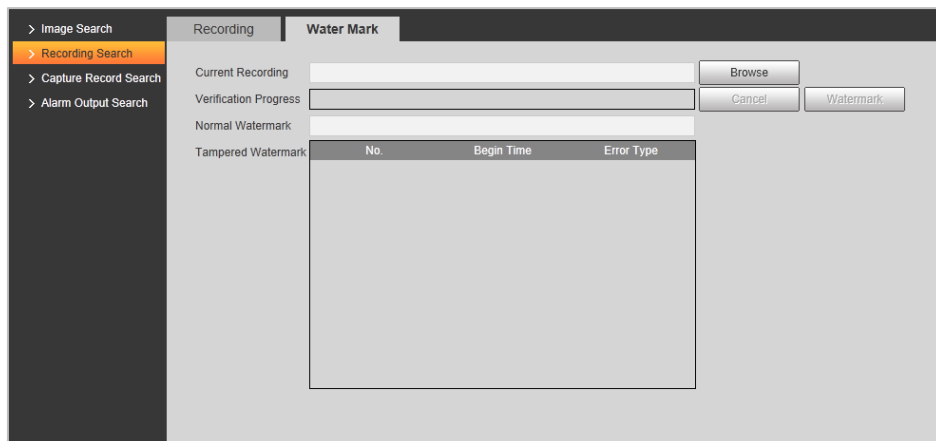 Image Search
Recording Search
Capture Record Search
Alarm Output Search
Recording Water Mark
Current Recording Browse
Verification Progress Cancel Watermark
Normal Watermark
Tampered Watermark No. Begin Time Error Type